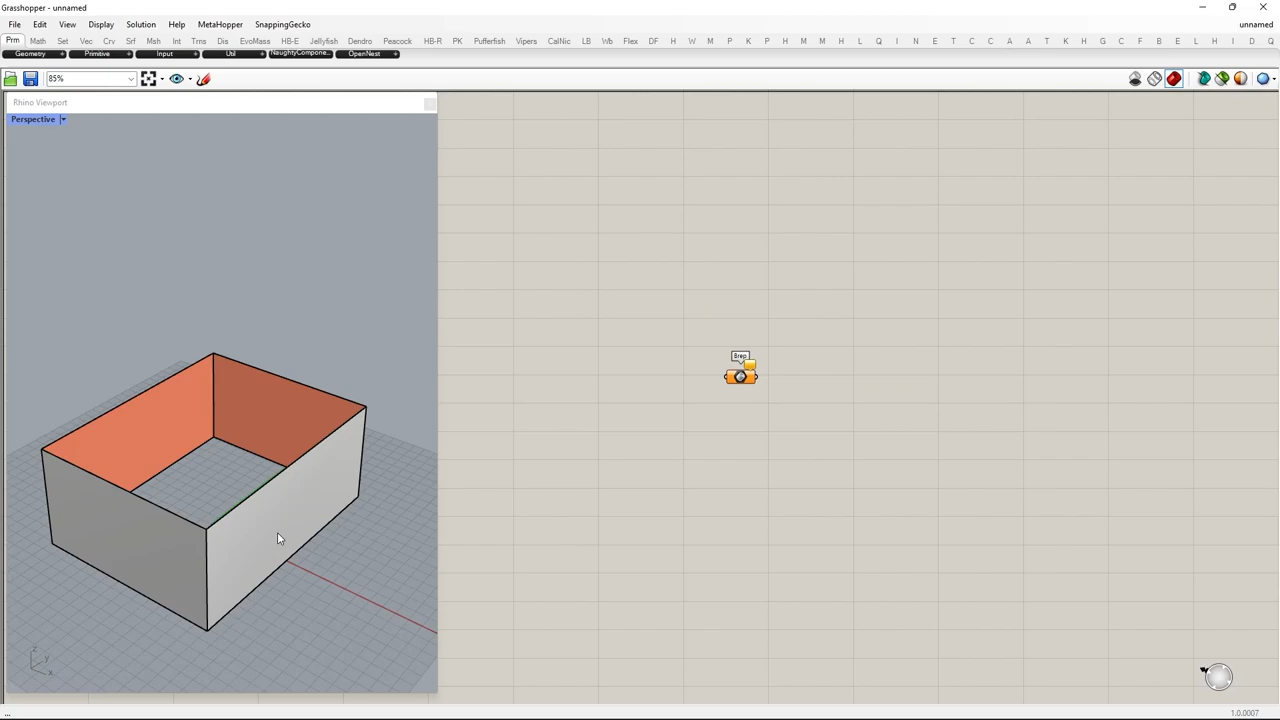 Grasshopper - unnamed
File Edit View Display Solution Help MetaHopper SnappingGecko unnamed
Prm Math Set Vec Crv Srf Msh Int Trns Dis EvoMass HB-E Jellyfish Dendro Peacock HB-R PK Pufferfish Vipers CalNic LB Wb Flex DF H
Geometry + Primitive + Input + Util + NaughtyCompone... OpenNest +
85%
Rhino Viewport
Perspective
Brep
z
y
x
...
1.0.0007